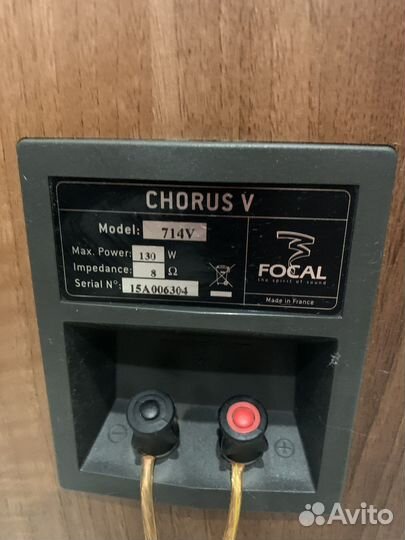 CHORUS V
Model: 714V
Max. Power: 130 W
Impedance: 8 Ω
Serial N°: 15A006304
FOCAL
the spirit of sound
Made in France
− +
Avito